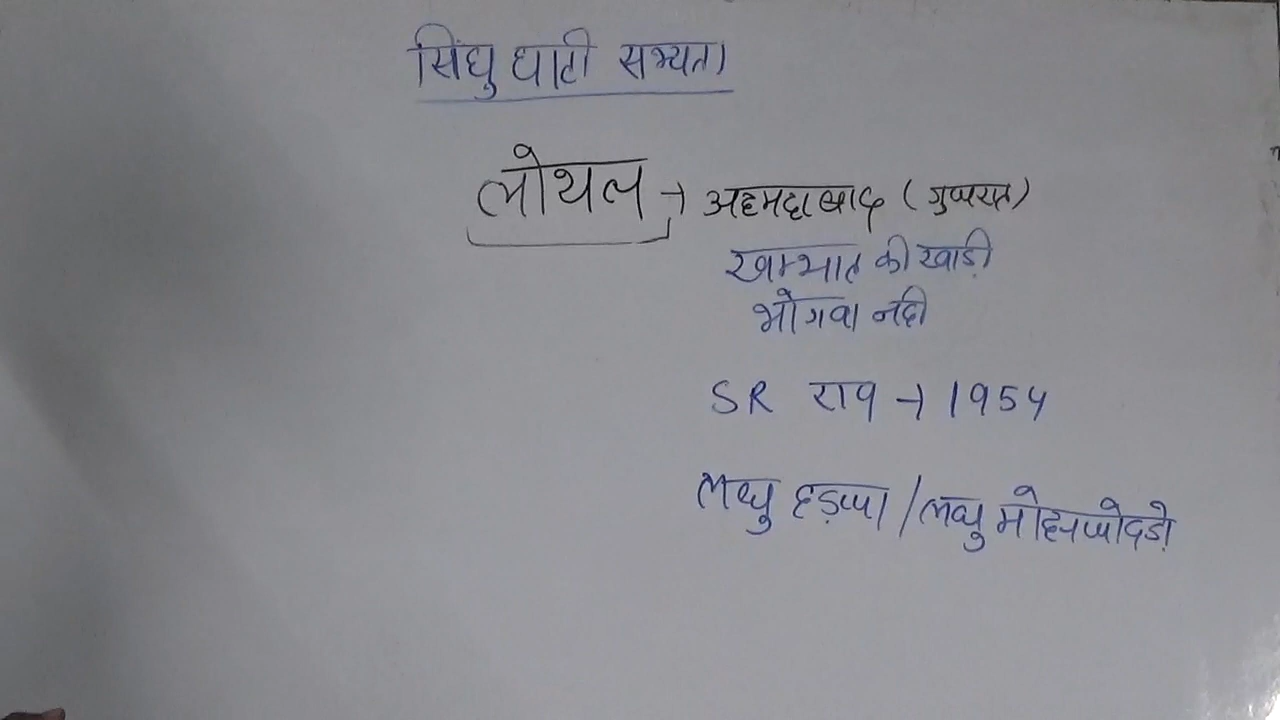 सिंधु घाटी सभ्यता
लोथल → अहमदाबाद (गुजरात)
खम्भात की खाडी
भोगवा नदी
SR राव → 1954
लघु हड़प्पा / लघु मोहनजोदडो